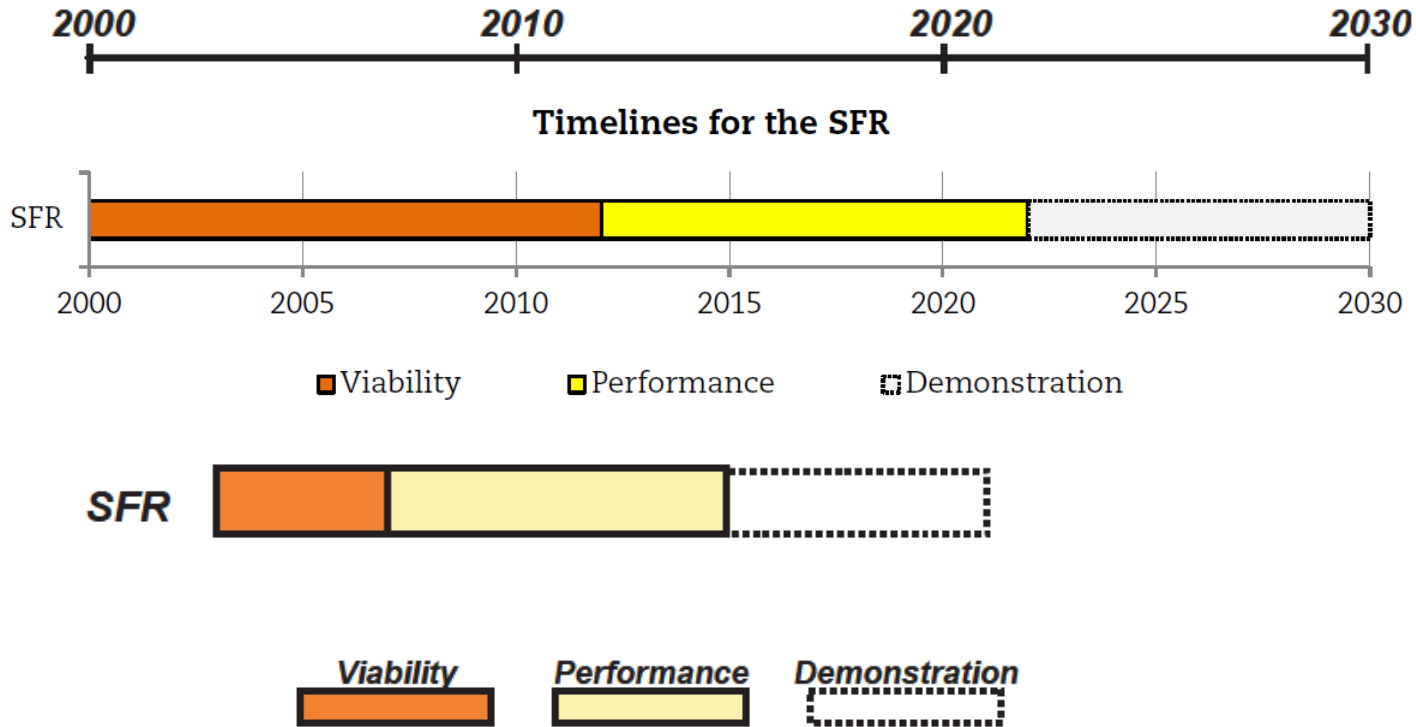 2000 2010 2020 2030
Timelines for the SFR
SFR
2000 2005 2010 2015 2020 2025 2030
Viability Performance Demonstration
SFR
Viability Performance Demonstration